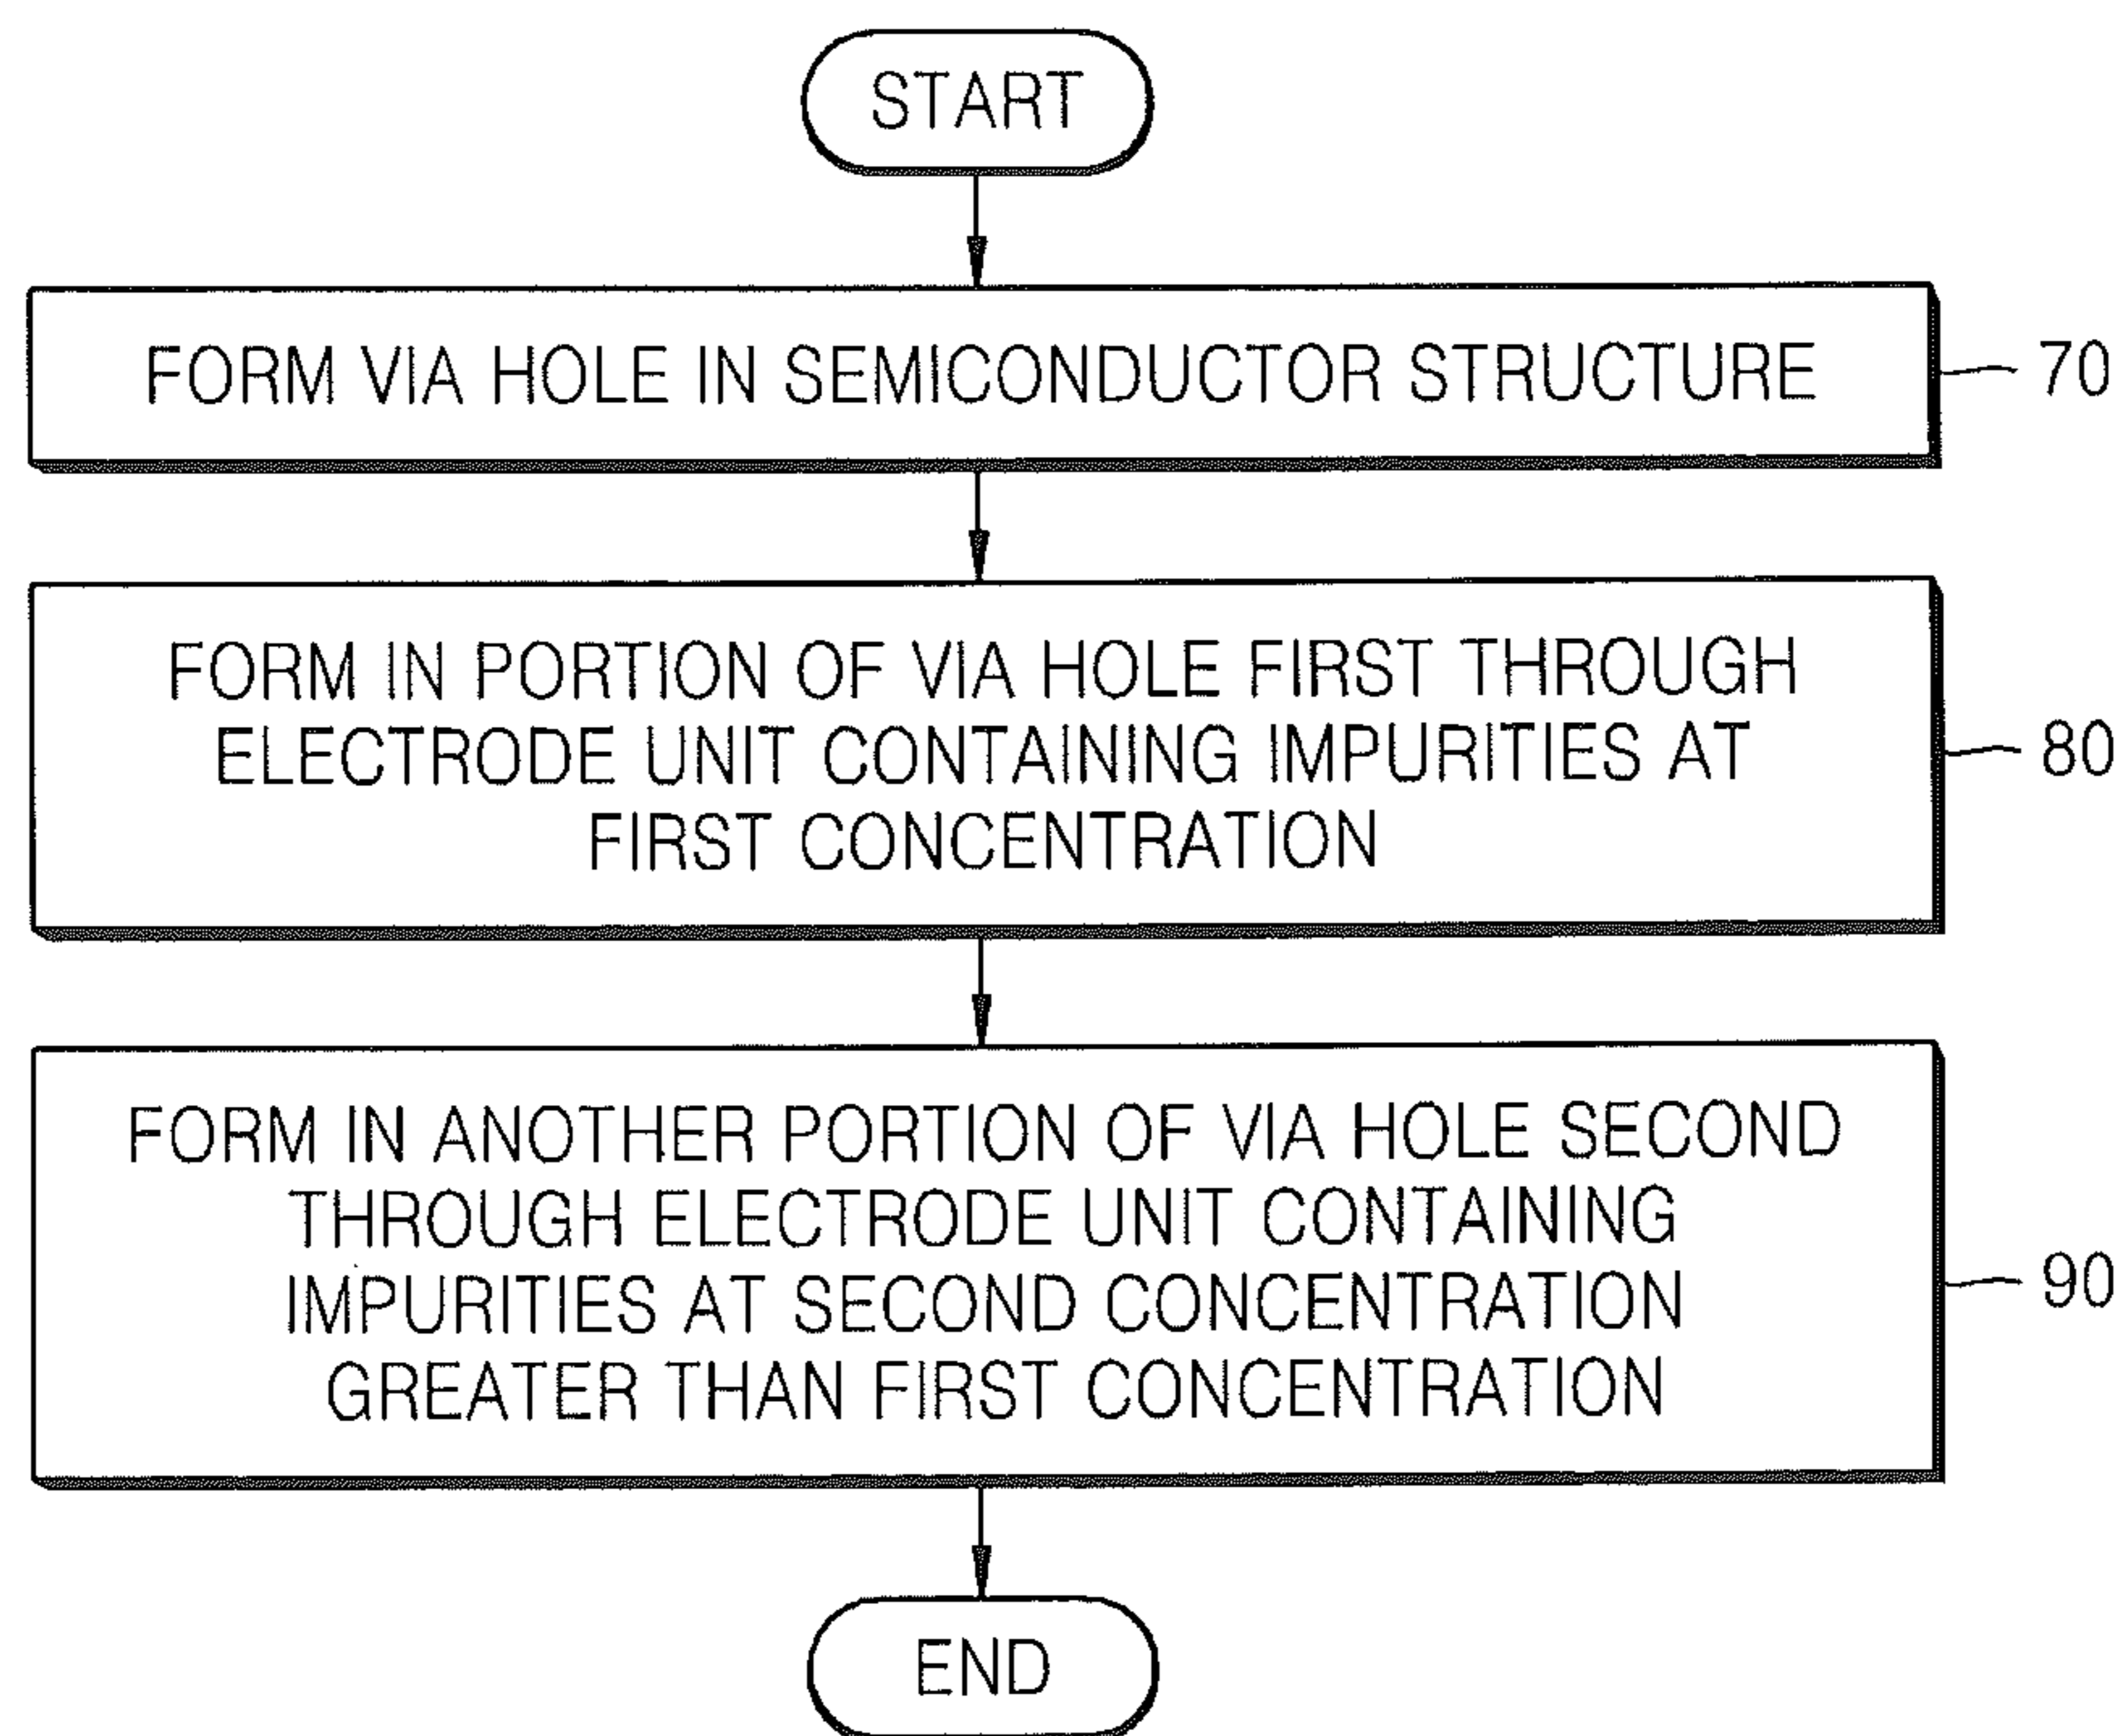 START
FORM VIA HOLE IN SEMICONDUCTOR STRUCTURE
70
FORM IN PORTION OF VIA HOLE FIRST THROUGH
ELECTRODE UNIT CONTAINING IMPURITIES AT
FIRST CONCENTRATION
80
FORM IN ANOTHER PORTION OF VIA HOLE SECOND
THROUGH ELECTRODE UNIT CONTAINING
IMPURITIES AT SECOND CONCENTRATION
GREATER THAN FIRST CONCENTRATION
90
END